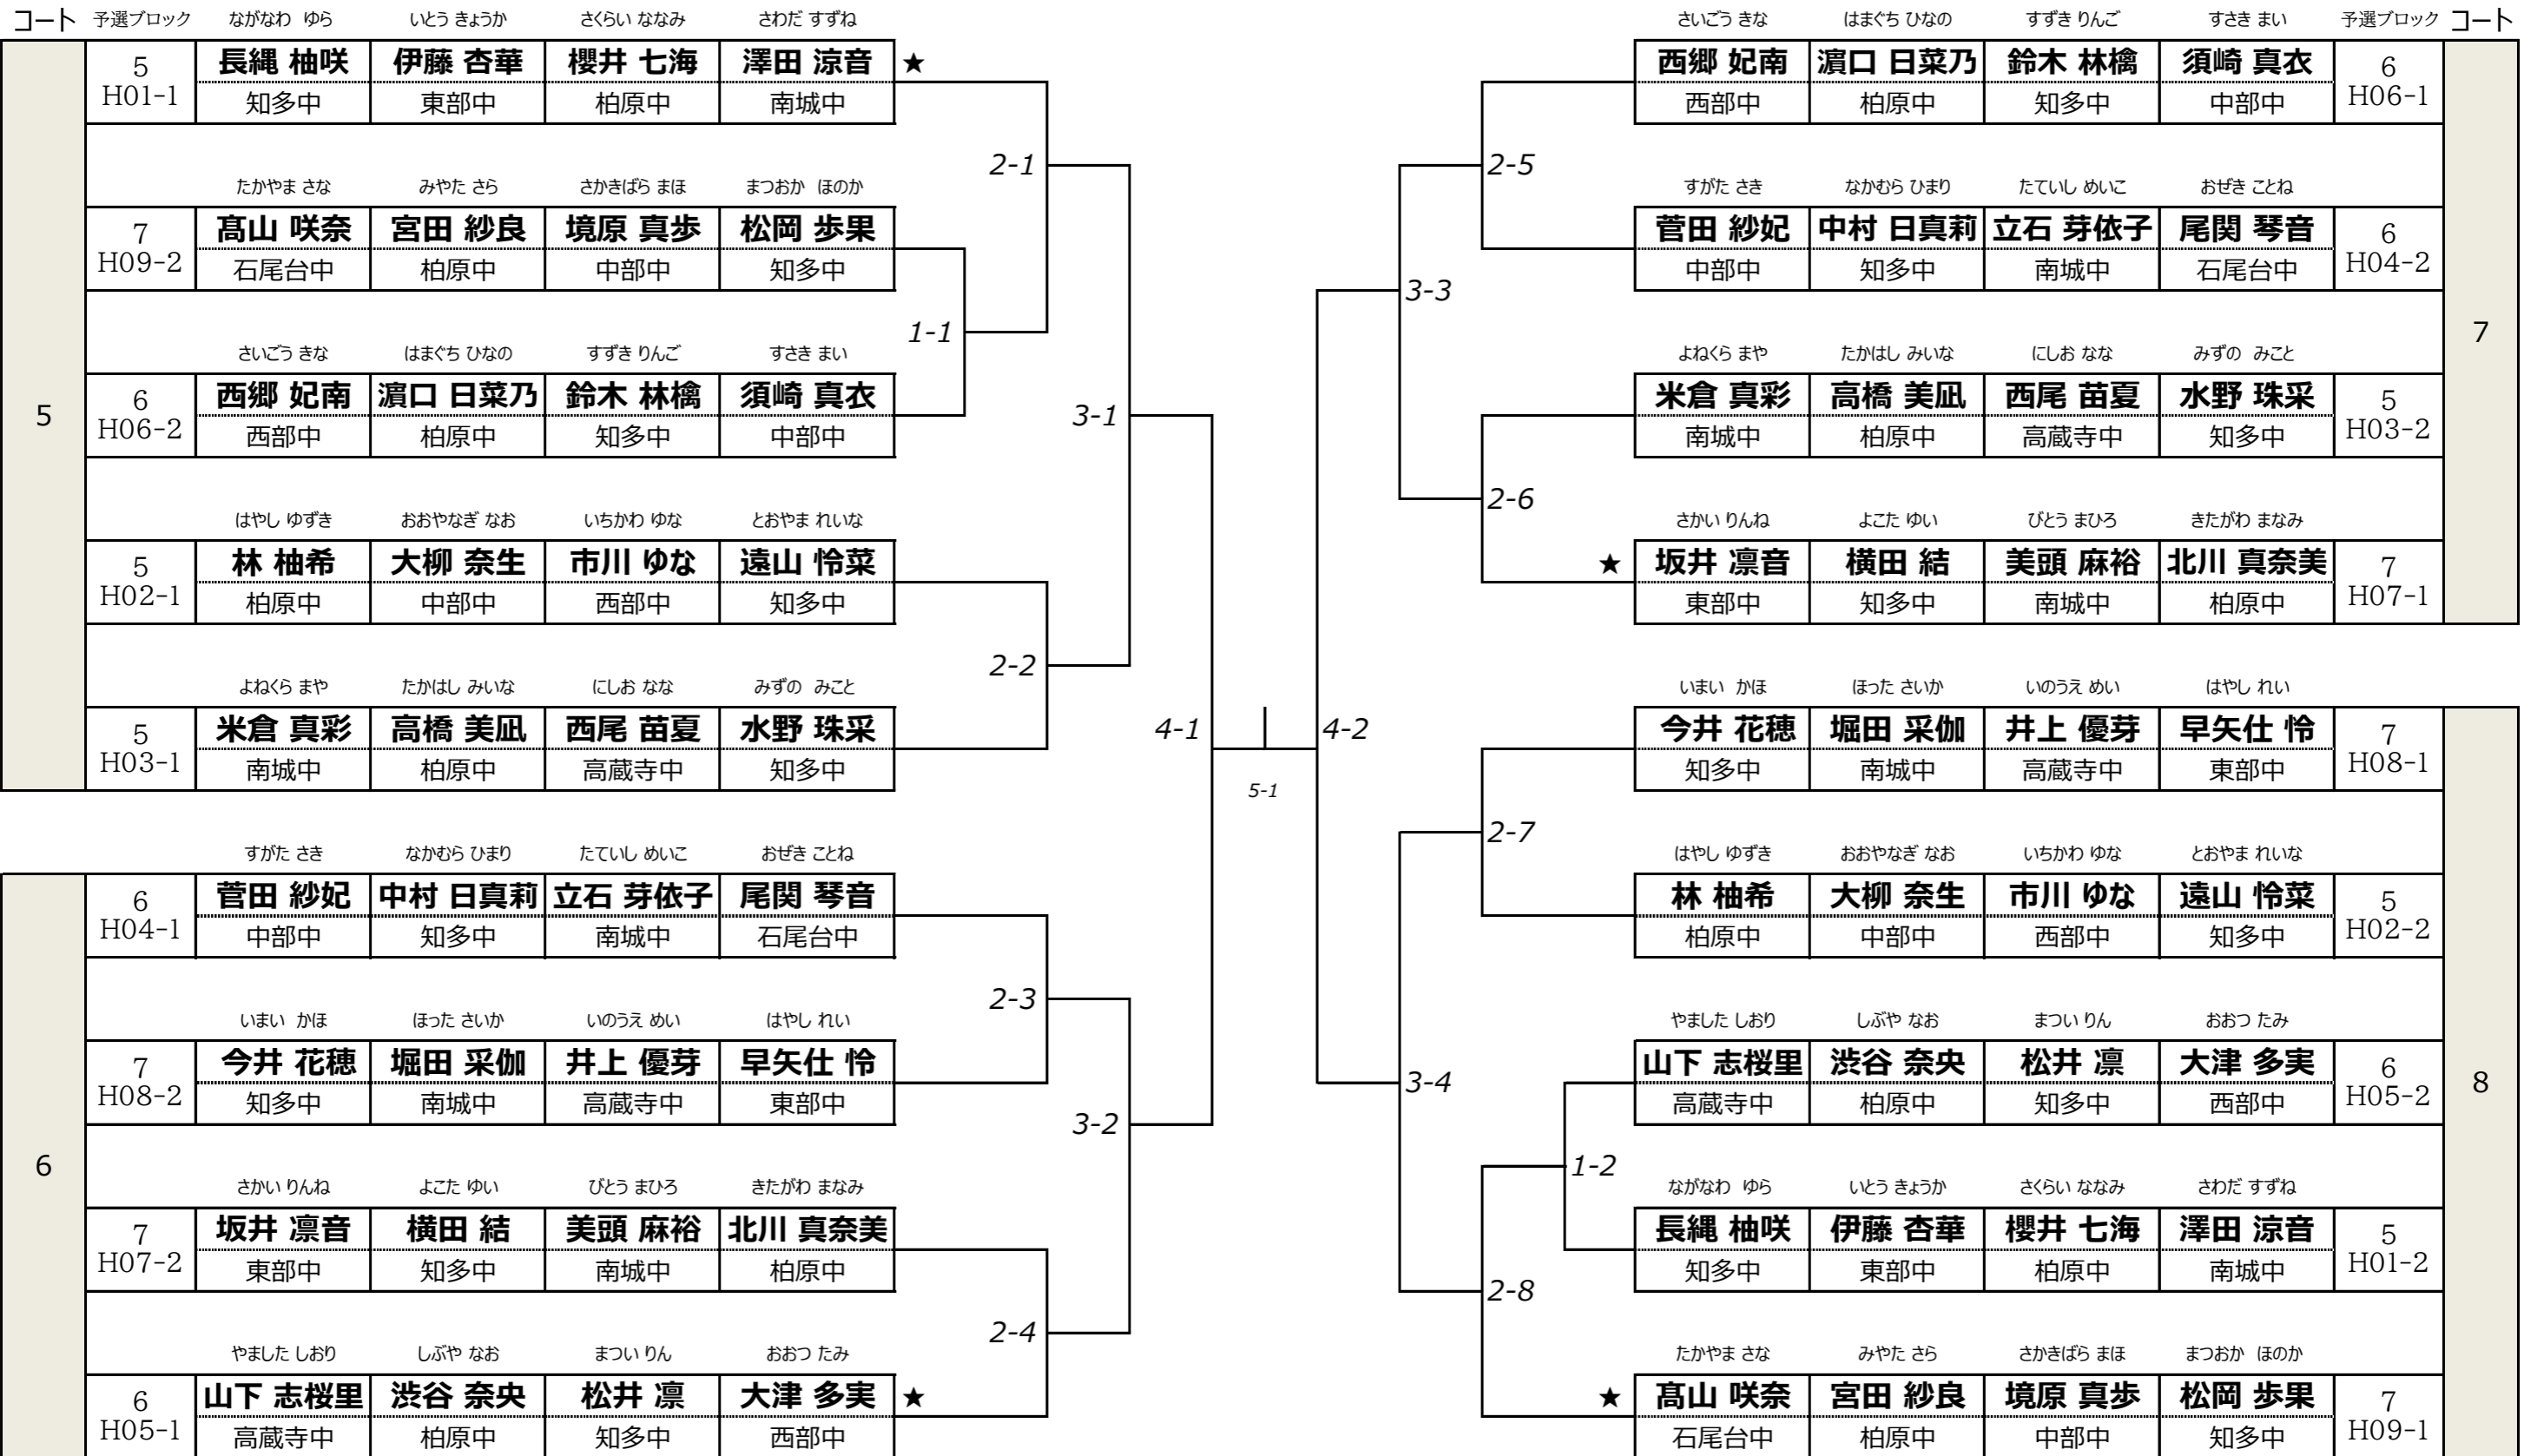 コート 予選ブロック ながなわ ゆら いとう きょうか さくらい ななみ さわだ すずね
5 長縄 柚咲 伊藤 杏華 櫻井 七海 澤田 涼音 ★
H01-1 知多中 東部中 柏原中 南城中
2-1
たかやま さな みやた さら さかきばら まほ まつおか ほのか
7 髙山 咲奈 宮田 紗良 境原 真歩 松岡 歩果
H09-2 石尾台中 柏原中 中部中 知多中
1-1
さいごう きな はまぐち ひなの すずき りんご すさき まい
6 西郷 妃南 濵口 日菜乃 鈴木 林檎 須崎 真衣
H06-2 西部中 柏原中 知多中 中部中
5
3-1
はやし ゆずき おおやなぎ なお いちかわ ゆな とおやま れいな
5 林 柚希 大柳 奈生 市川 ゆな 遠山 怜菜
H02-1 柏原中 中部中 西部中 知多中
2-2
よねくら まや たかはし みいな にしお なな みずの みこと
5 米倉 真彩 高橋 美凪 西尾 苗夏 水野 珠采
H03-1 南城中 柏原中 高蔵寺中 知多中
4-1
5-1
すがた さき なかむら ひまり たていし めいこ おぜき ことね
6 菅田 紗妃 中村 日真莉 立石 芽依子 尾関 琴音
H04-1 中部中 知多中 南城中 石尾台中
2-3
いまい かほ ほった さいか いのうえ めい はやし れい
7 今井 花穂 堀田 采伽 井上 優芽 早矢仕 怜
H08-2 知多中 南城中 高蔵寺中 東部中
3-2
6
さかい りんね よこた ゆい びとう まひろ きたがわ まなみ
7 坂井 凛音 横田 結 美頭 麻裕 北川 真奈美
H07-2 東部中 知多中 南城中 柏原中
2-4
やました しおり しぶや なお まつい りん おおつ たみ
6 山下 志桜里 渋谷 奈央 松井 凛 大津 多実 ★
H05-1 高蔵寺中 柏原中 知多中 西部中
さいごう きな はまぐち ひなの すずき りんご すさき まい 予選ブロック コート
西郷 妃南 濵口 日菜乃 鈴木 林檎 須崎 真衣 6
西部中 柏原中 知多中 中部中 H06-1
2-5
すがた さき なかむら ひまり たていし めいこ おぜき ことね
菅田 紗妃 中村 日真莉 立石 芽依子 尾関 琴音 6
中部中 知多中 南城中 石尾台中 H04-2
3-3
7
よねくら まや たかはし みいな にしお なな みずの みこと
米倉 真彩 高橋 美凪 西尾 苗夏 水野 珠采 5
南城中 柏原中 高蔵寺中 知多中 H03-2
2-6
さかい りんね よこた ゆい びとう まひろ きたがわ まなみ
★ 坂井 凛音 横田 結 美頭 麻裕 北川 真奈美 7
東部中 知多中 南城中 柏原中 H07-1
いまい かほ ほった さいか いのうえ めい はやし れい
4-2
今井 花穂 堀田 采伽 井上 優芽 早矢仕 怜 7
知多中 南城中 高蔵寺中 東部中 H08-1
2-7
はやし ゆずき おおやなぎ なお いちかわ ゆな とおやま れいな
林 柚希 大柳 奈生 市川 ゆな 遠山 怜菜 5
柏原中 中部中 西部中 知多中 H02-2
やました しおり しぶや なお まつい りん おおつ たみ
山下 志桜里 渋谷 奈央 松井 凛 大津 多実 6
高蔵寺中 柏原中 知多中 西部中 H05-2
3-4
8
1-2
ながなわ ゆら いとう きょうか さくらい ななみ さわだ すずね
長縄 柚咲 伊藤 杏華 櫻井 七海 澤田 涼音 5
知多中 東部中 柏原中 南城中 H01-2
2-8
たかやま さな みやた さら さかきばら まほ まつおか ほのか
★ 髙山 咲奈 宮田 紗良 境原 真歩 松岡 歩果 7
石尾台中 柏原中 中部中 知多中 H09-1